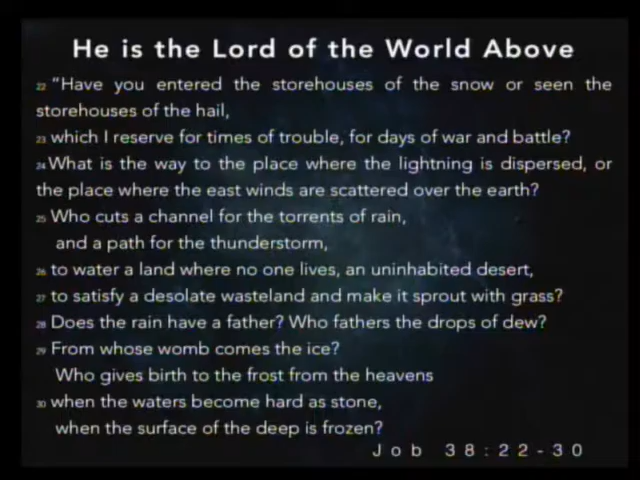 He is the Lord of the World Above
22 “Have you entered the storehouses of the snow or seen the
storehouses of the hail,
23 which I reserve for times of trouble, for days of war and battle?
24 What is the way to the place where the lightning is dispersed, or
the place where the east winds are scattered over the earth?
25 Who cuts a channel for the torrents of rain,
and a path for the thunderstorm,
26 to water a land where no one lives, an uninhabited desert,
27 to satisfy a desolate wasteland and make it sprout with grass?
28 Does the rain have a father? Who fathers the drops of dew?
29 From whose womb comes the ice?
Who gives birth to the frost from the heavens
30 when the waters become hard as stone,
when the surface of the deep is frozen?
Job 38:22-30